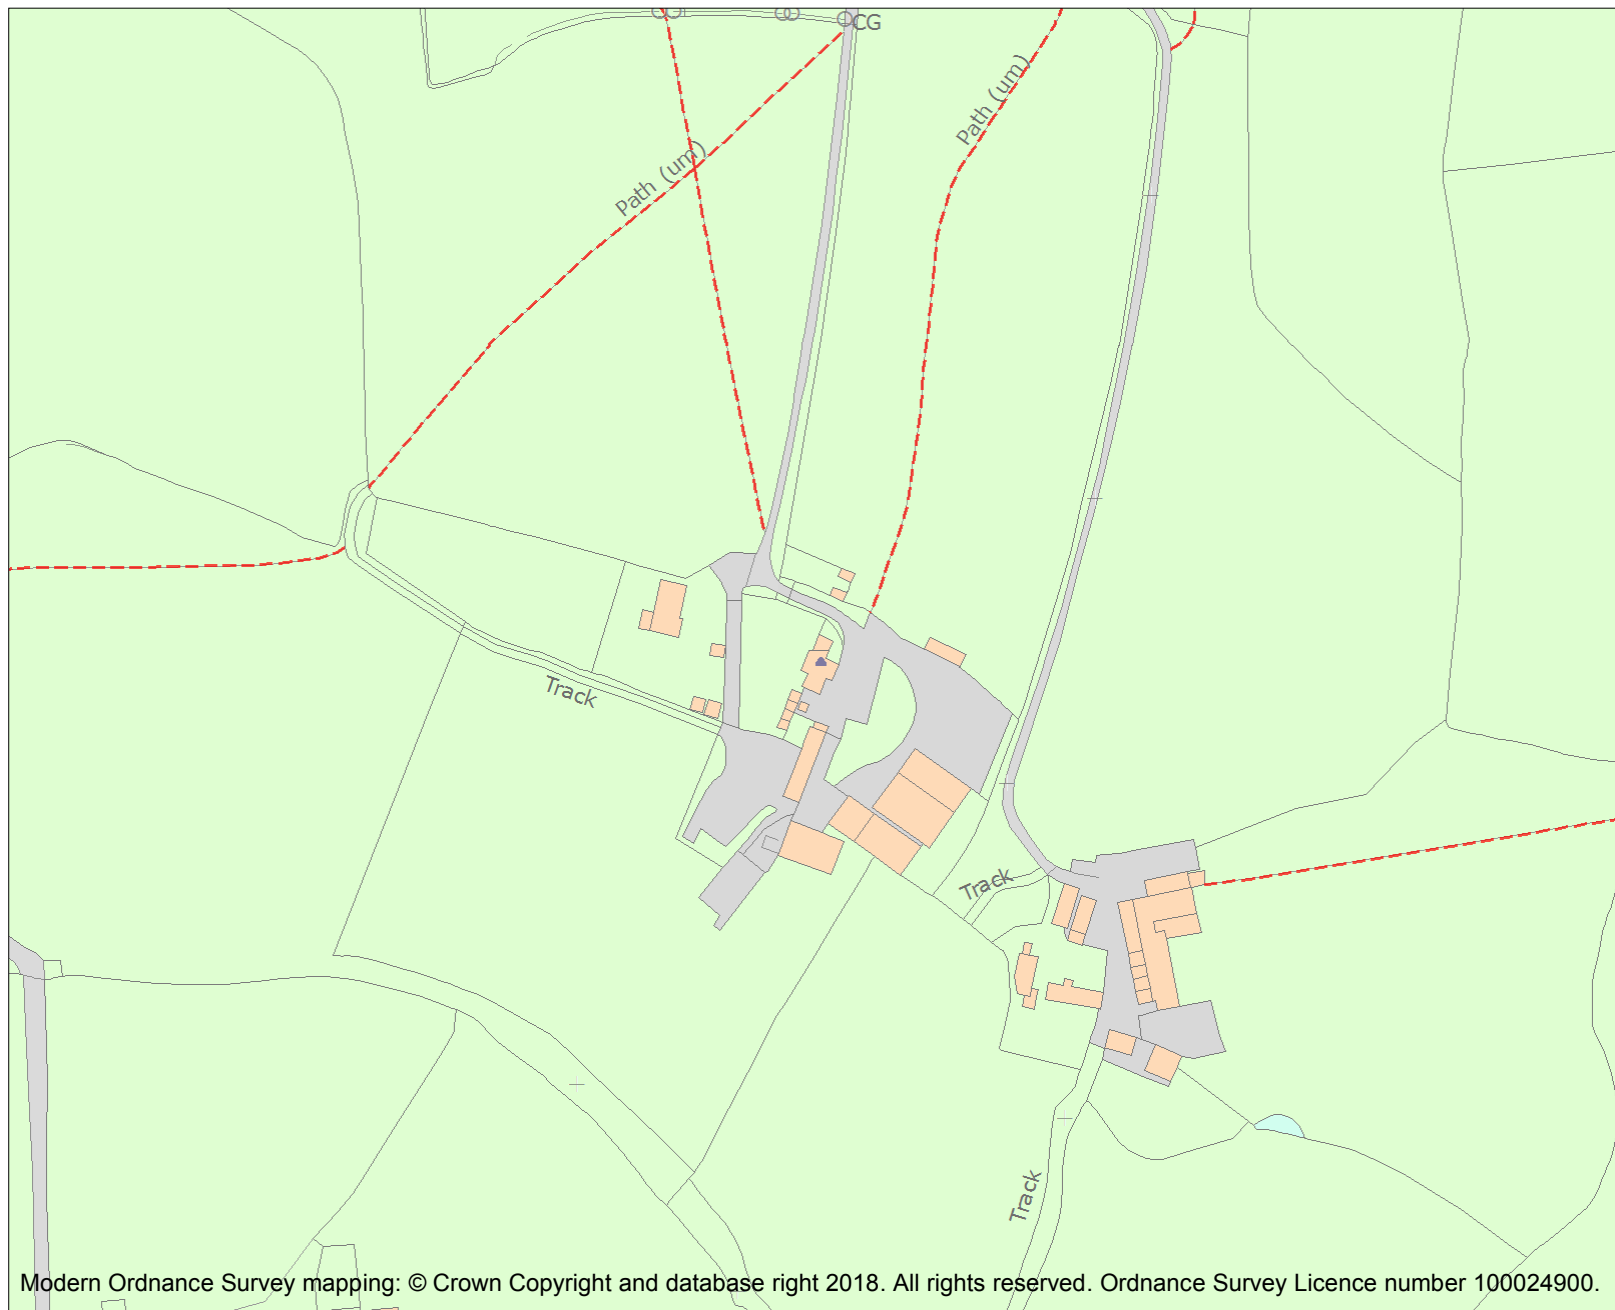 CG
Path (um)
Path (um)
Track
Track
Track
Modern Ordnance Survey mapping: © Crown Copyright and database right 2018. All rights reserved. Ordnance Survey Licence number 100024900.